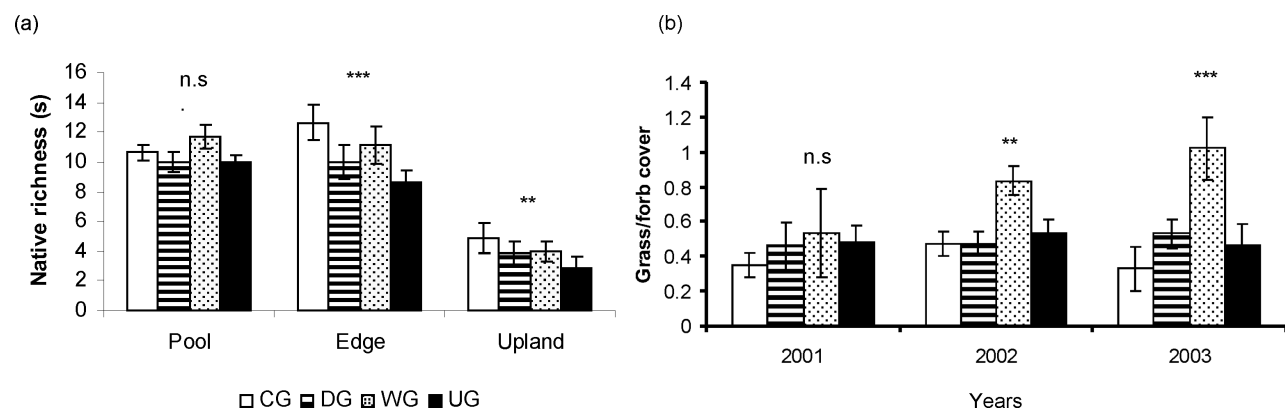 (a)
Native richness (s)
16
14
12
10
8
6
4
2
0
n.s
***
**
Pool Edge Upland
CG DG WG UG
(b)
Grass/forb cover
1.4
1.2
1
0.8
0.6
0.4
0.2
0
n.s
**
***
2001 2002 2003
Years